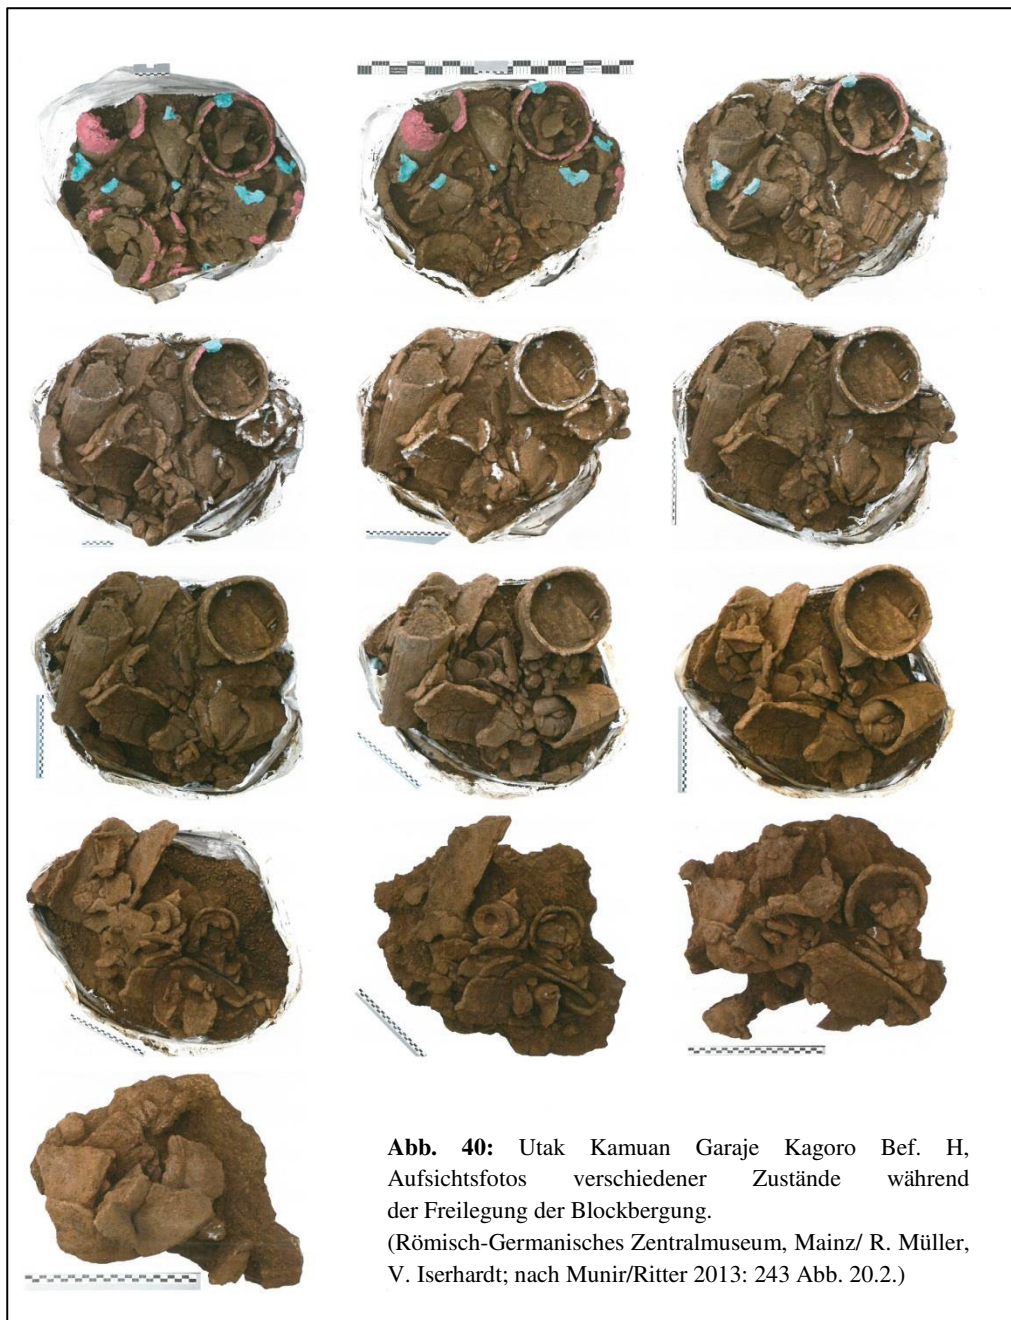 Abb. 40: Utak Kamuan Garaje Kagoro Bef. H,
Aufsichtsfotos verschiedener Zustände während
der Freilegung der Blockbergung.
(Römisch-Germanisches Zentralmuseum, Mainz/ R. Müller,
V. Iserhardt; nach Munir/Ritter 2013: 243 Abb. 20.2.)